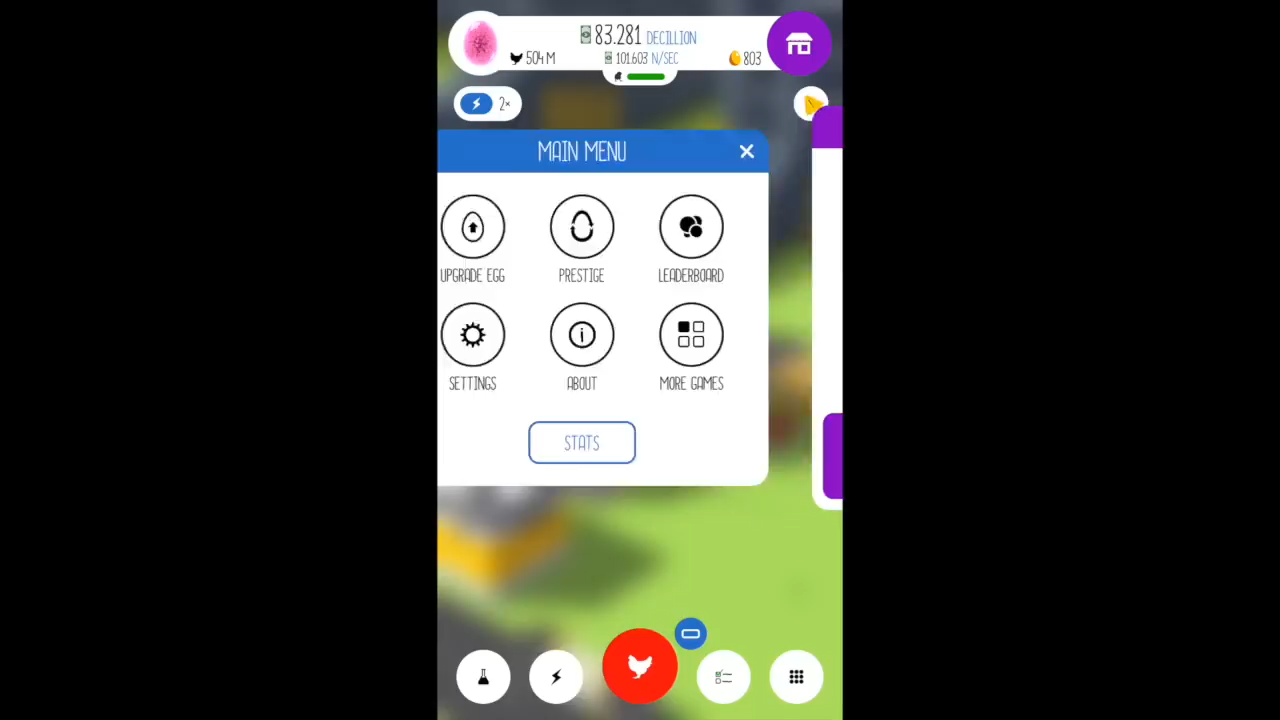 83.281 DECILLION
504 M
101.603 N/SEC
803
2×
MAIN MENU
UPGRADE EGG
PRESTIGE
LEADERBOARD
SETTINGS
ABOUT
MORE GAMES
STATS